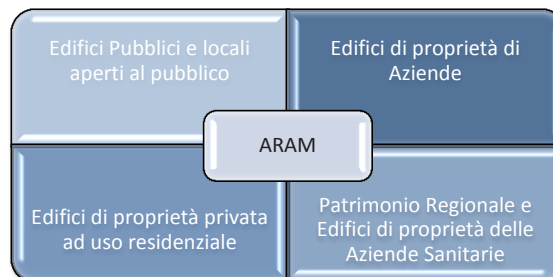 Edifici Pubblici e locali
aperti al pubblico
Edifici di proprietà di
Aziende
ARAM
Edifici di proprietà privata
ad uso residenziale
Patrimonio Regionale e
Edifici di proprietà delle
Aziende Sanitarie